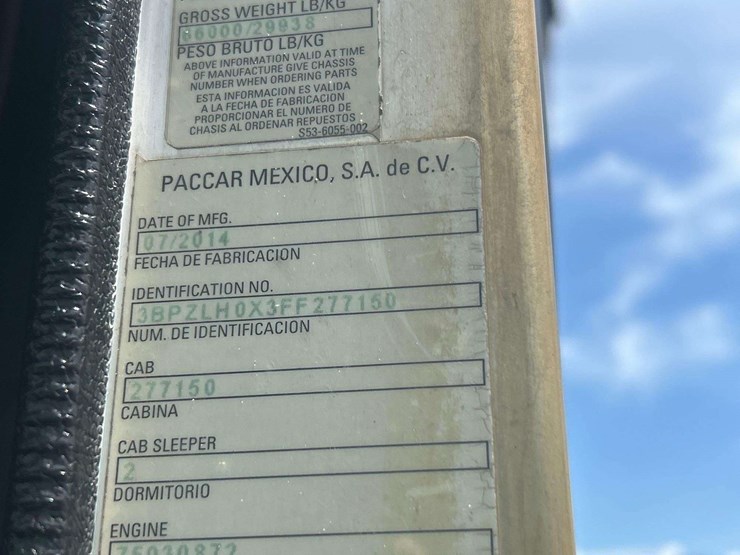 GROSS WEIGHT LB/KG
66000/29938
PESO BRUTO LB/KG
ABOVE INFORMATION VALID AT TIME
OF MANUFACTURE GIVE CHASSIS
NUMBER WHEN ORDERING PARTS
ESTA INFORMACION ES VALIDA
A LA FECHA DE FABRICACION
PROPORCIONAR EL NUMERO DE
CHASIS AL ORDENAR REPUESTOS
S53-6055-002
PACCAR MEXICO, S.A. de C.V.
DATE OF MFG.
07/2014
FECHA DE FABRICACION
IDENTIFICATION NO.
3BPZLH0X3FF277150
NUM. DE IDENTIFICACION
CAB
277150
CABINA
CAB SLEEPER
2
DORMITORIO
ENGINE
75030872